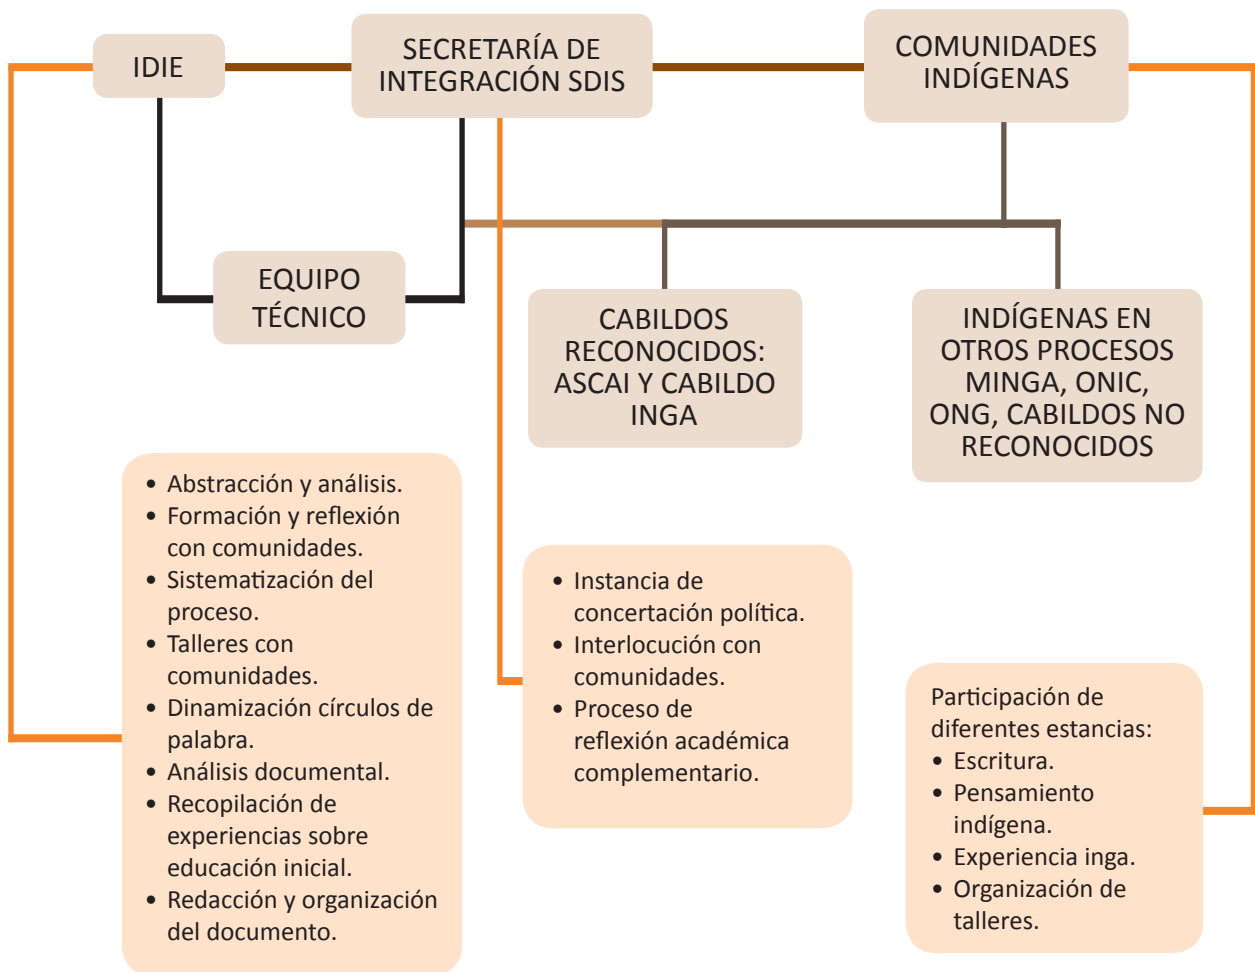 IDIE
SECRETARÍA DE
INTEGRACIÓN SDIS
COMUNIDADES
INDÍGENAS
EQUIPO
TÉCNICO
CABILDOS
RECONOCIDOS:
ASCAI Y CABILDO
INGA
INDÍGENAS EN
OTROS PROCESOS
MINGA, ONIC,
ONG, CABILDOS NO
RECONOCIDOS
• Abstracción y análisis.
• Formación y reflexión
con comunidades.
• Sistematización del
proceso.
• Talleres con
comunidades.
• Dinamización círculos de
palabra.
• Análisis documental.
• Recopilación de
experiencias sobre
educación inicial.
• Redacción y organización
del documento.
• Instancia de
concertación política.
• Interlocución con
comunidades.
• Proceso de
reflexión académica
complementario.
Participación de
diferentes estancias:
• Escritura.
• Pensamiento
indígena.
• Experiencia inga.
• Organización de
talleres.